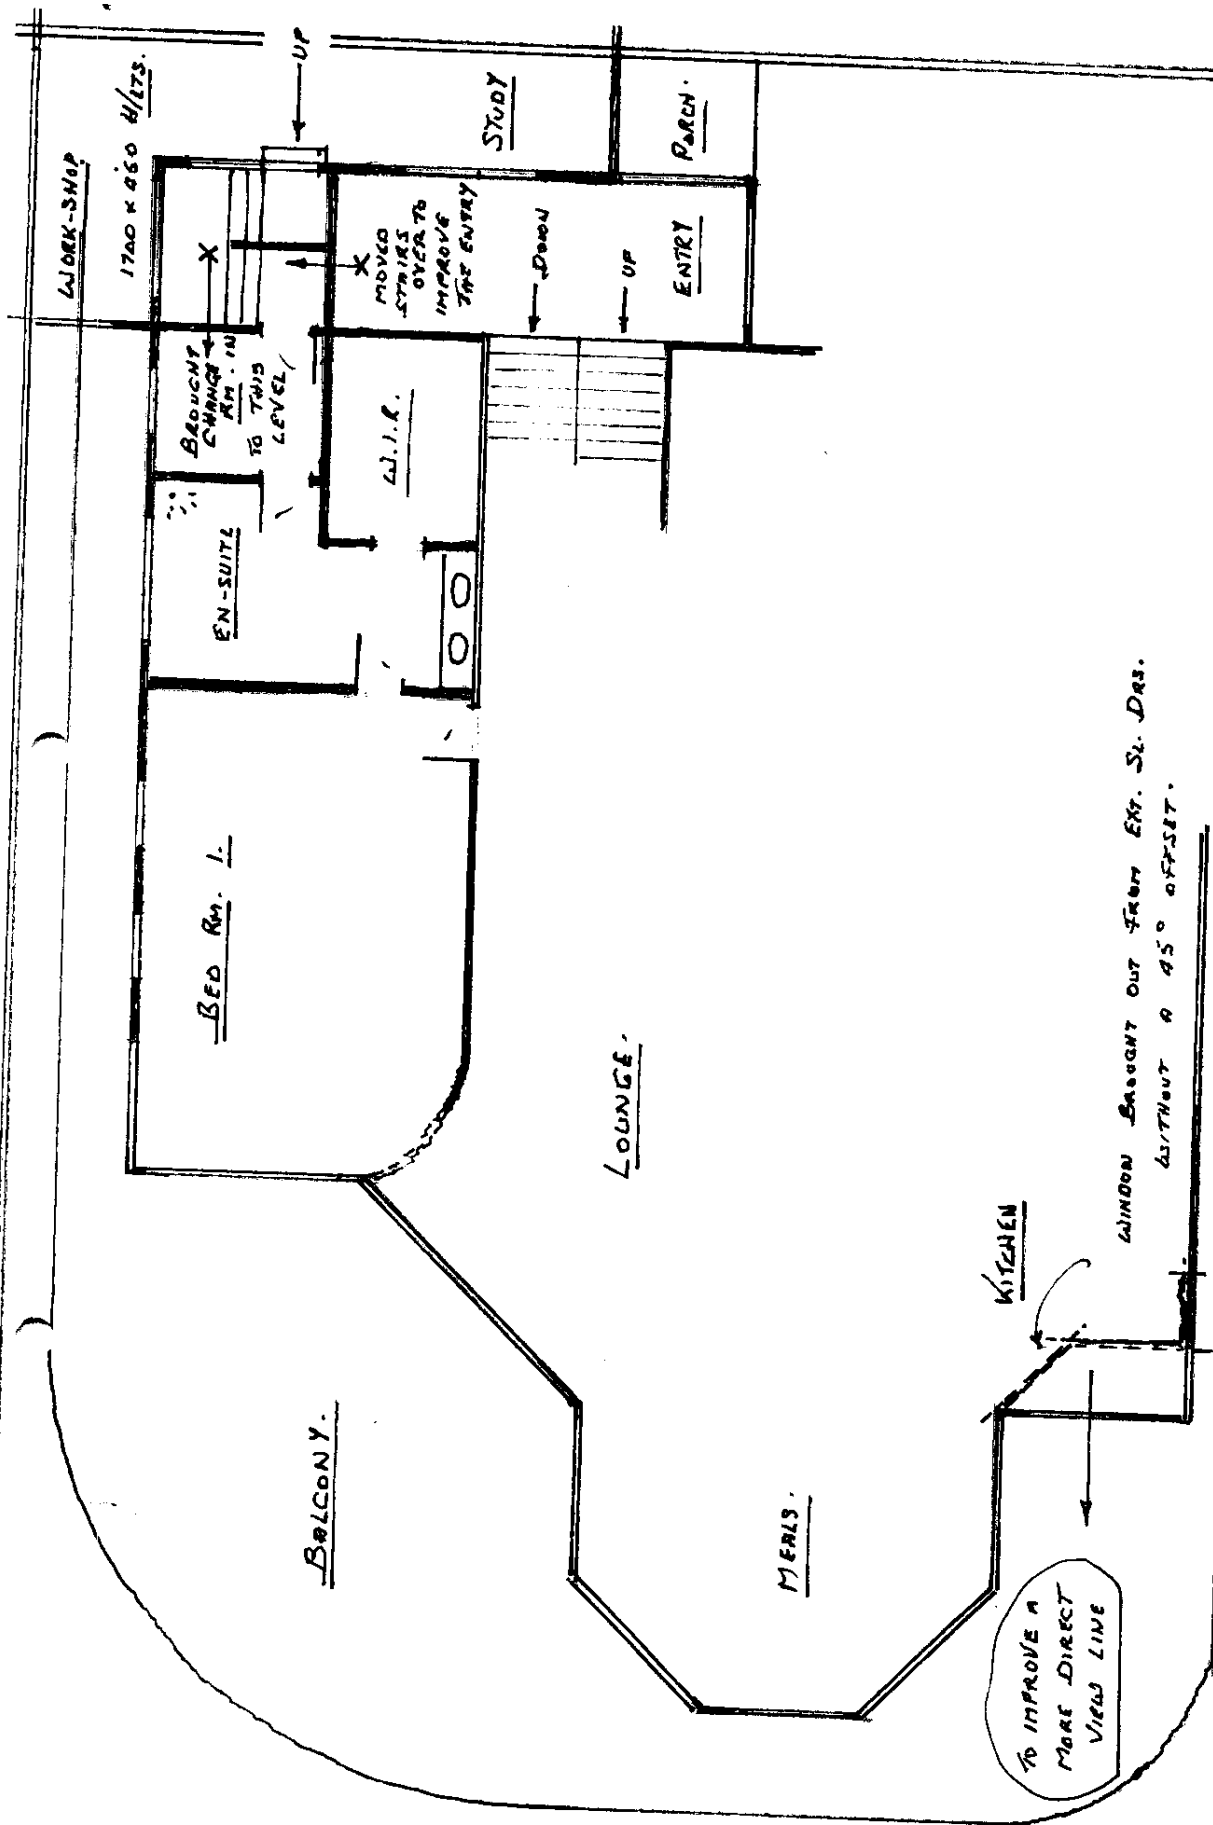 WORK-SHOP
1700 x 460 H/LTS.
UP
STUDY
PORCH.
BROUGHT
CHANGE
RM. IN
TO THIS
LEVEL
MOVED
STAIRS
OVER TO
IMPROVE
THE ENTRY
DOWN
UP
ENTRY
W.I.R.
EN-SUITE
BED RM. 1.
LOUNGE.
KITCHEN
WINDOW BROUGHT OUT FROM EXT. SL. DRS.
WITHOUT A 45° OFFSET.
BALCONY.
MEALS.
TO IMPROVE A
MORE DIRECT
VIEW LINE